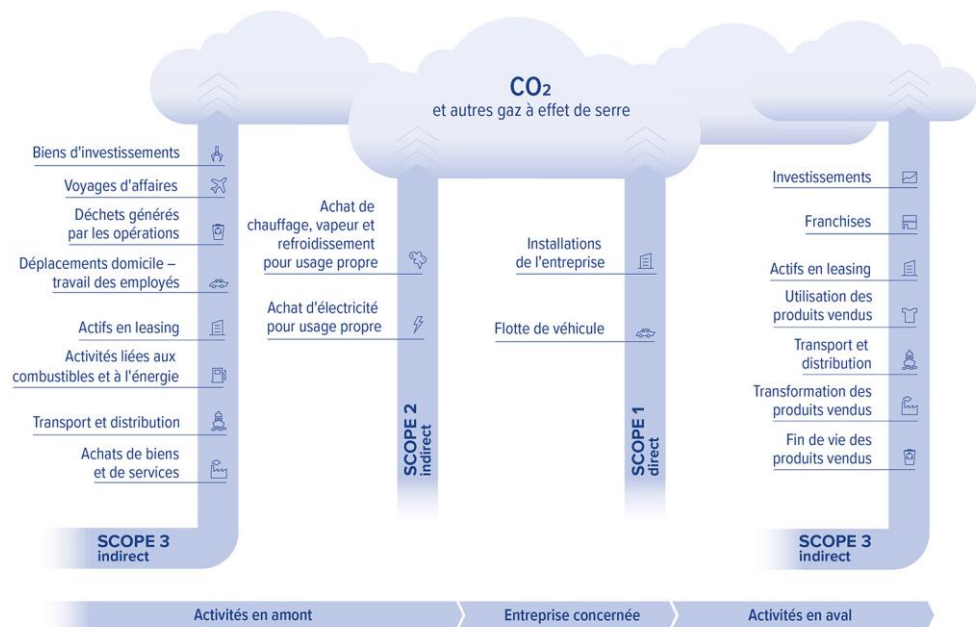 CO₂
et autres gaz à effet de serre
Biens d'investissements
Voyages d'affaires
Déchets générés
par les opérations
Déplacements domicile –
travail des employés
Actifs en leasing
Activités liées aux
combustibles et à l'énergie
Transport et distribution
Achats de biens
et de services
SCOPE 3
indirect
Achat de
chauffage, vapeur et
refroidissement
pour usage propre
Achat d'électricité
pour usage propre
SCOPE 2
indirect
Installations
de l'entreprise
Flotte de véhicule
SCOPE 1
direct
Investissements
Franchises
Actifs en leasing
Utilisation des
produits vendus
Transport et
distribution
Transformation des
produits vendus
Fin de vie des
produits vendus
SCOPE 3
indirect
Activités en amont
Entreprise concernée
Activités en aval